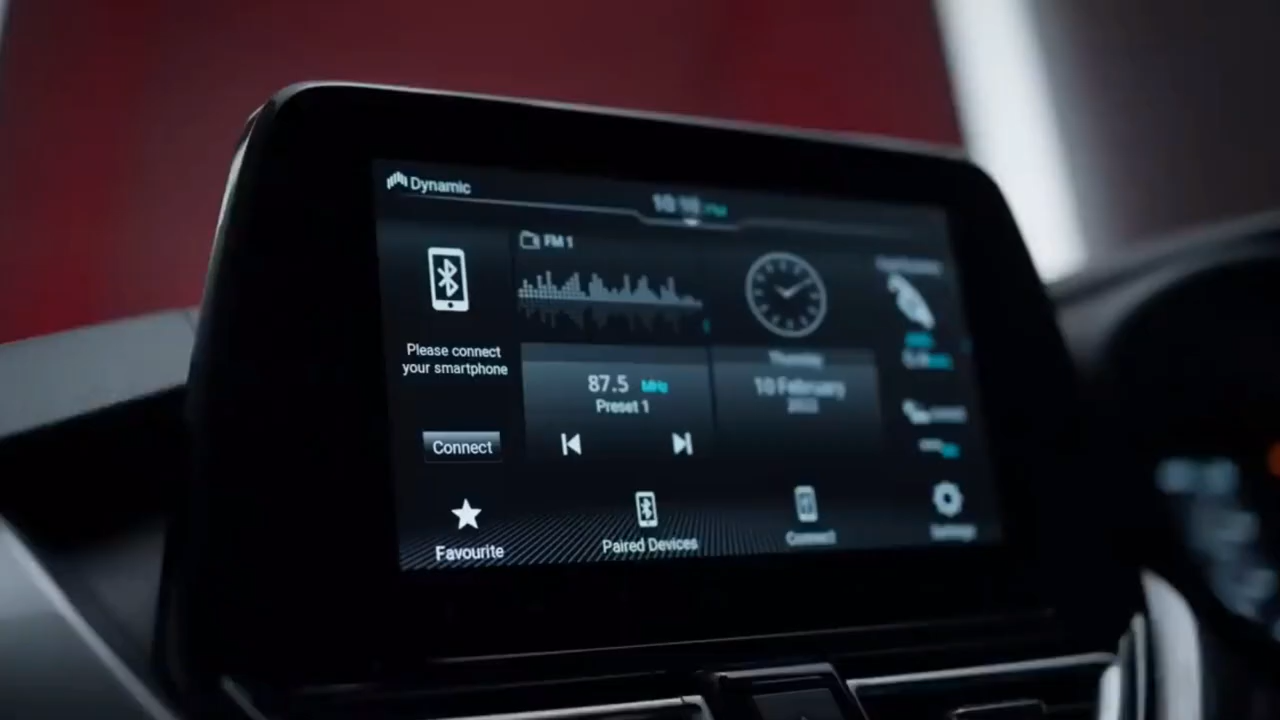 Dynamic
FM 1
Please connect
your smartphone
87.5 MHz
Preset 1
Thursday
10 February
Connect
Favourite
Paired Devices
Connect
Settings